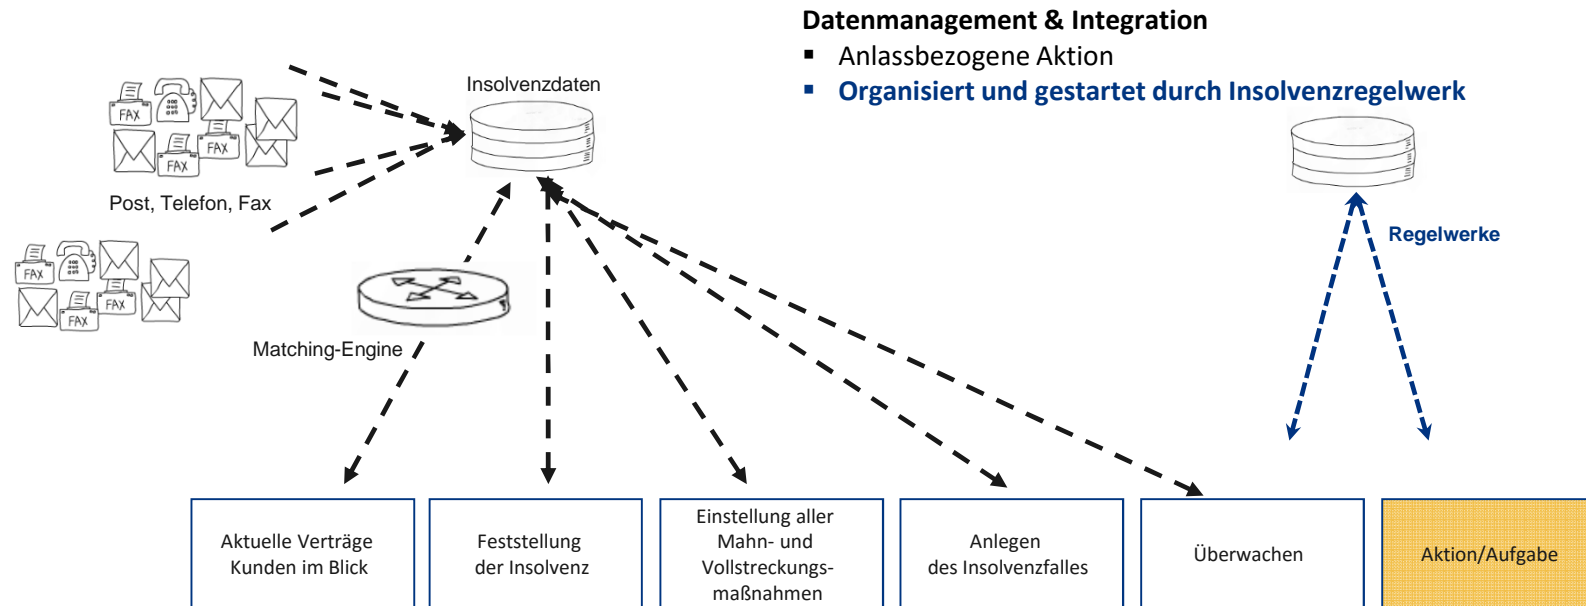 Datenmanagement & Integration
▪ Anlassbezogene Aktion
▪ Organisiert und gestartet durch Insolvenzregelwerk
Insolvenzdaten
FAX
FAX
FAX
Post, Telefon, Fax
Regelwerke
FAX
FAX
FAX
Matching-Engine
Aktuelle Verträge
Kunden im Blick
Feststellung
der Insolvenz
Einstellung aller
Mahn- und
Vollstreckungs-
maßnahmen
Anlegen
des Insolvenzfalles
Überwachen
Aktion/Aufgabe